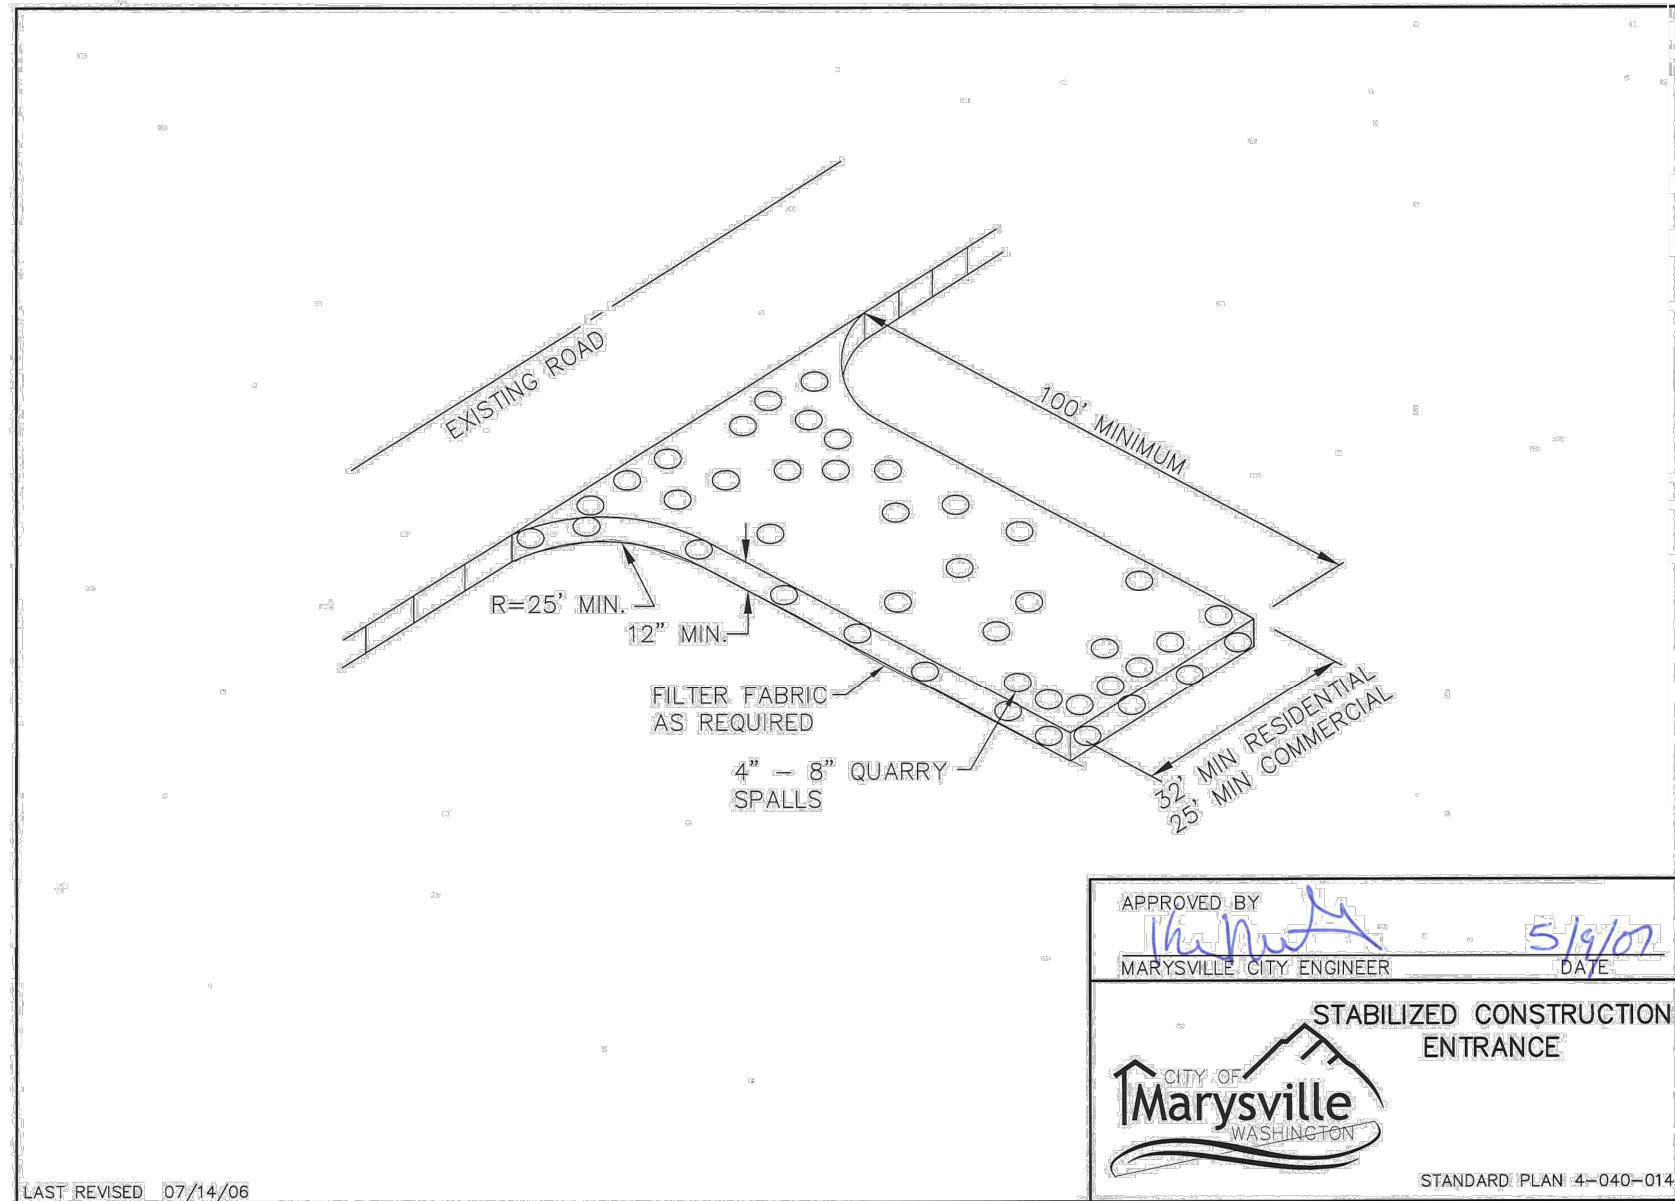 EXISTING ROAD
100' MINIMUM
R=25' MIN.
12" MIN.
FILTER FABRIC
AS REQUIRED
4" - 8" QUARRY
SPALLS
32' MIN RESIDENTIAL
25' MIN COMMERCIAL
APPROVED BY
5/9/07
MARYSVILLE CITY ENGINEER
DATE
STABILIZED CONSTRUCTION
ENTRANCE
CITY OF
Marysville
WASHINGTON
STANDARD PLAN 4-040-014
LAST REVISED 07/14/06